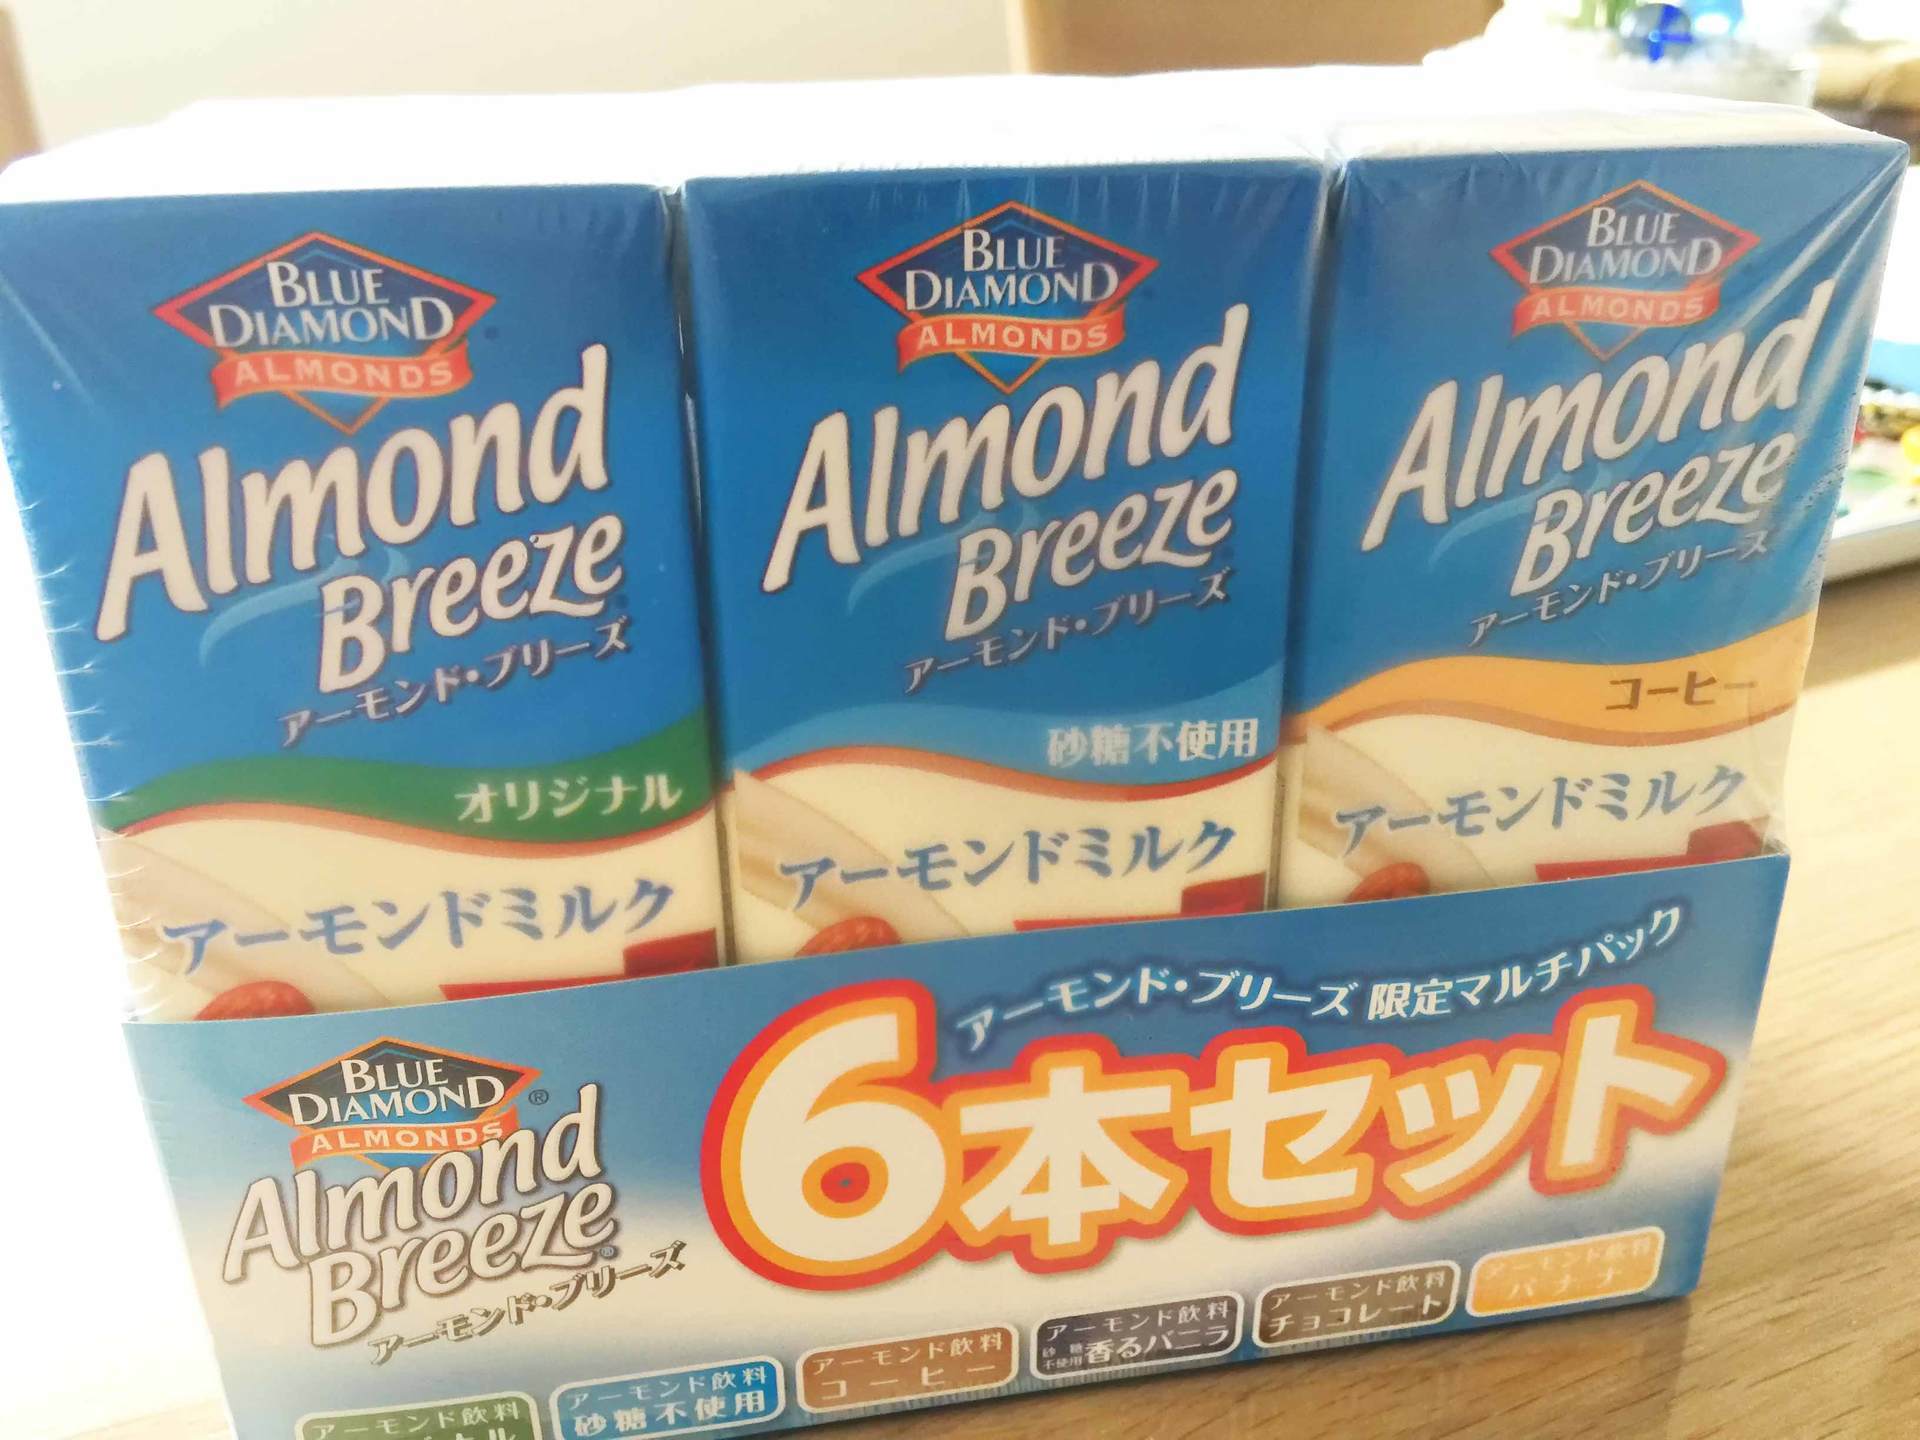 BLUE
DIAMOND
ALMONDS
Almond
Breeze
アーモンド・ブリーズ
オリジナル
アーモンドミルク
BLUE
DIAMOND
ALMONDS
Almond
Breeze
アーモンド・ブリーズ
砂糖不使用
アーモンドミルク
BLUE
DIAMOND
ALMONDS
Almond
Breeze
アーモンド・ブリーズ
コーヒー
アーモンドミルク
アーモンド・ブリーズ 限定マルチパック
6本セット
BLUE
DIAMOND®
ALMONDS
Almond
Breeze®
アーモンド・ブリーズ
アーモンド飲料
アーモンド飲料
砂糖不使用
アーモンド飲料
コーヒー
アーモンド飲料
砂糖不使用 香るバニラ
アーモンド飲料
チョコレート
アーモンド飲料
バナナ